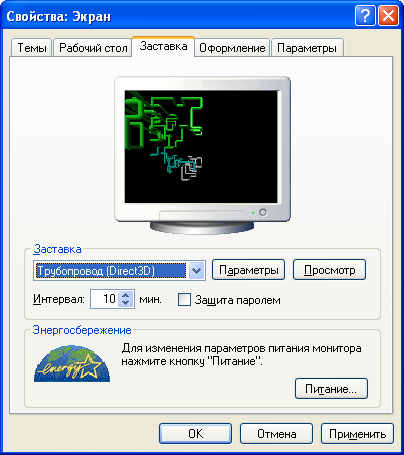 Свойства: Экран
Темы Рабочий стол Заставка Оформление Параметры
Заставка
Трубопровод (Direct3D) Параметры Просмотр
Интервал: 10 мин. Защита паролем
Энергосбережение
energy
Для изменения параметров питания монитора
нажмите кнопку "Питание".
Питание...
OK Отмена Применить